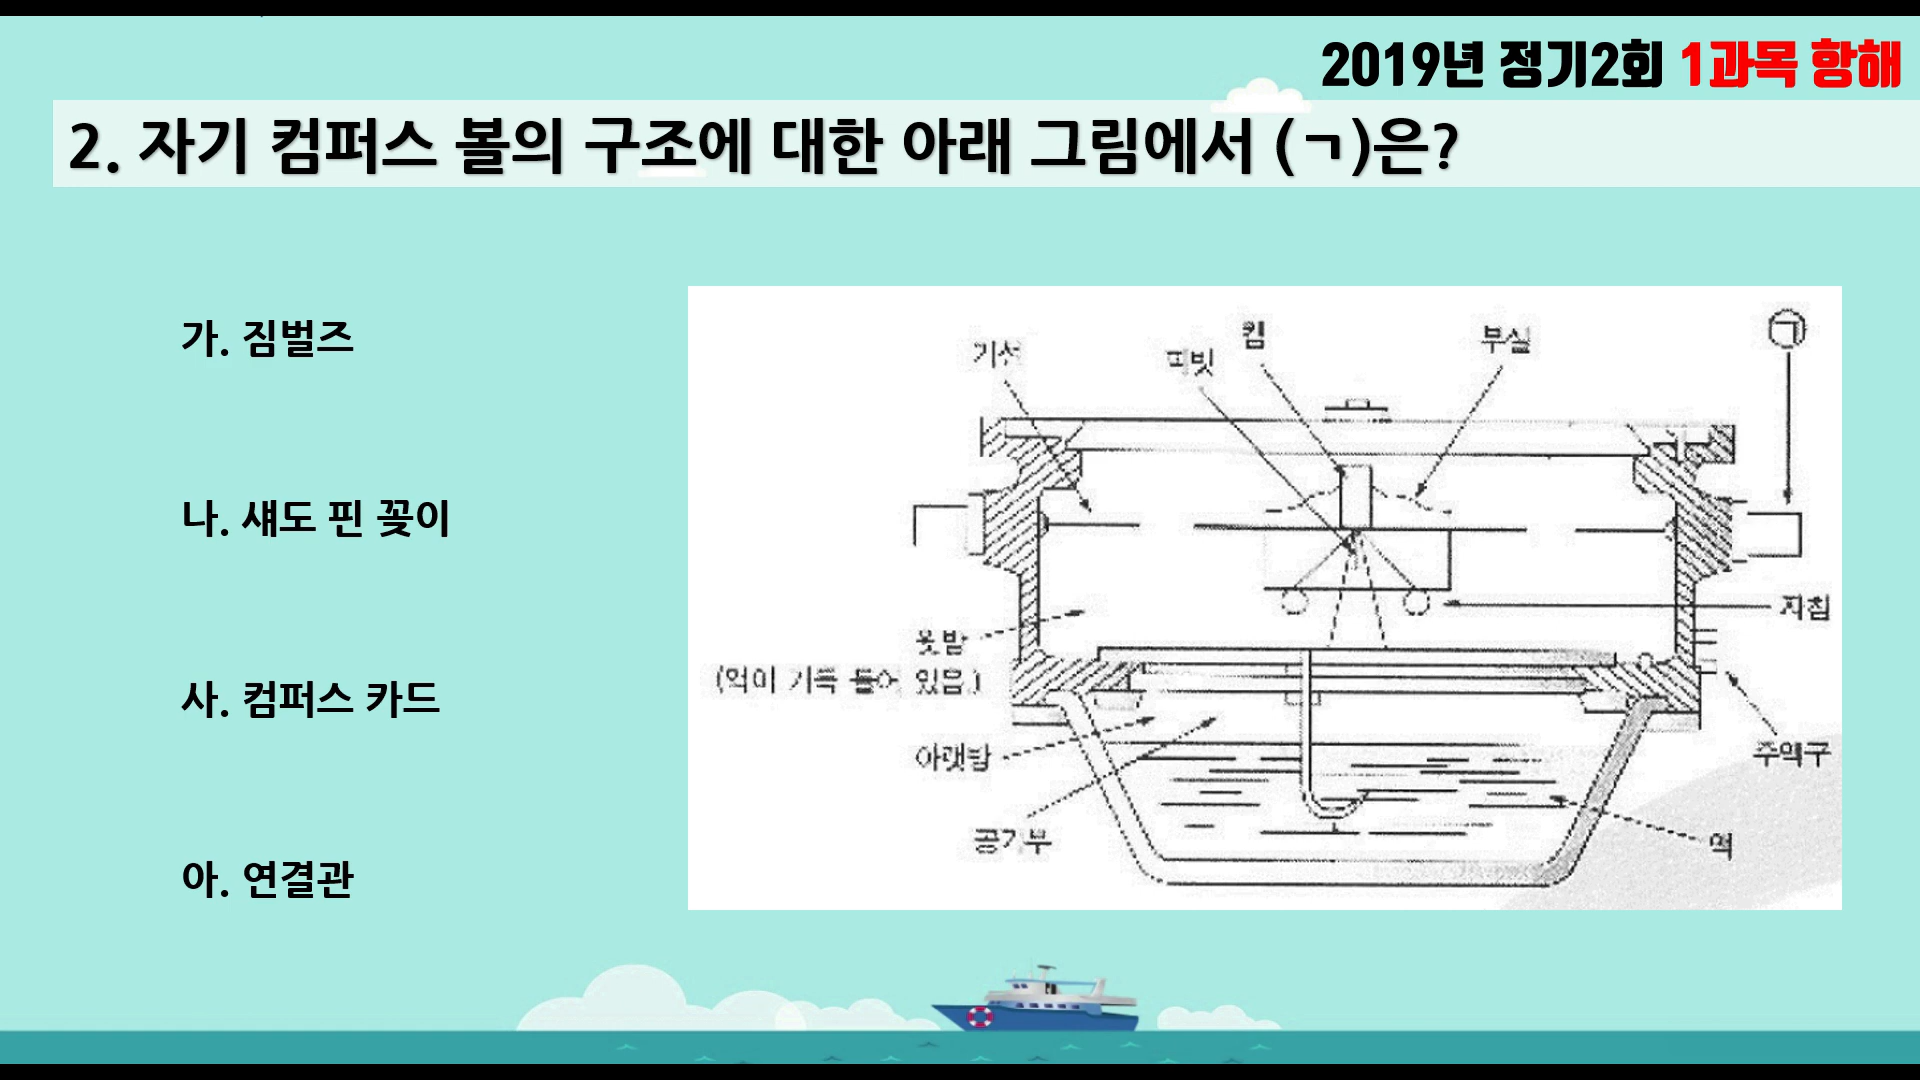 2019년 정기2회 1과목 항해
2. 자기 컴퍼스 볼의 구조에 대한 아래 그림에서 (ㄱ)은?
가. 짐벌즈
나. 섀도 핀 꽂이
사. 컴퍼스 카드
아. 연결관
기선
피벗
캡
부실
ㄱ
자침
윗방
(액이 가득 들어 있음)
아랫방
주액구
공기부
액